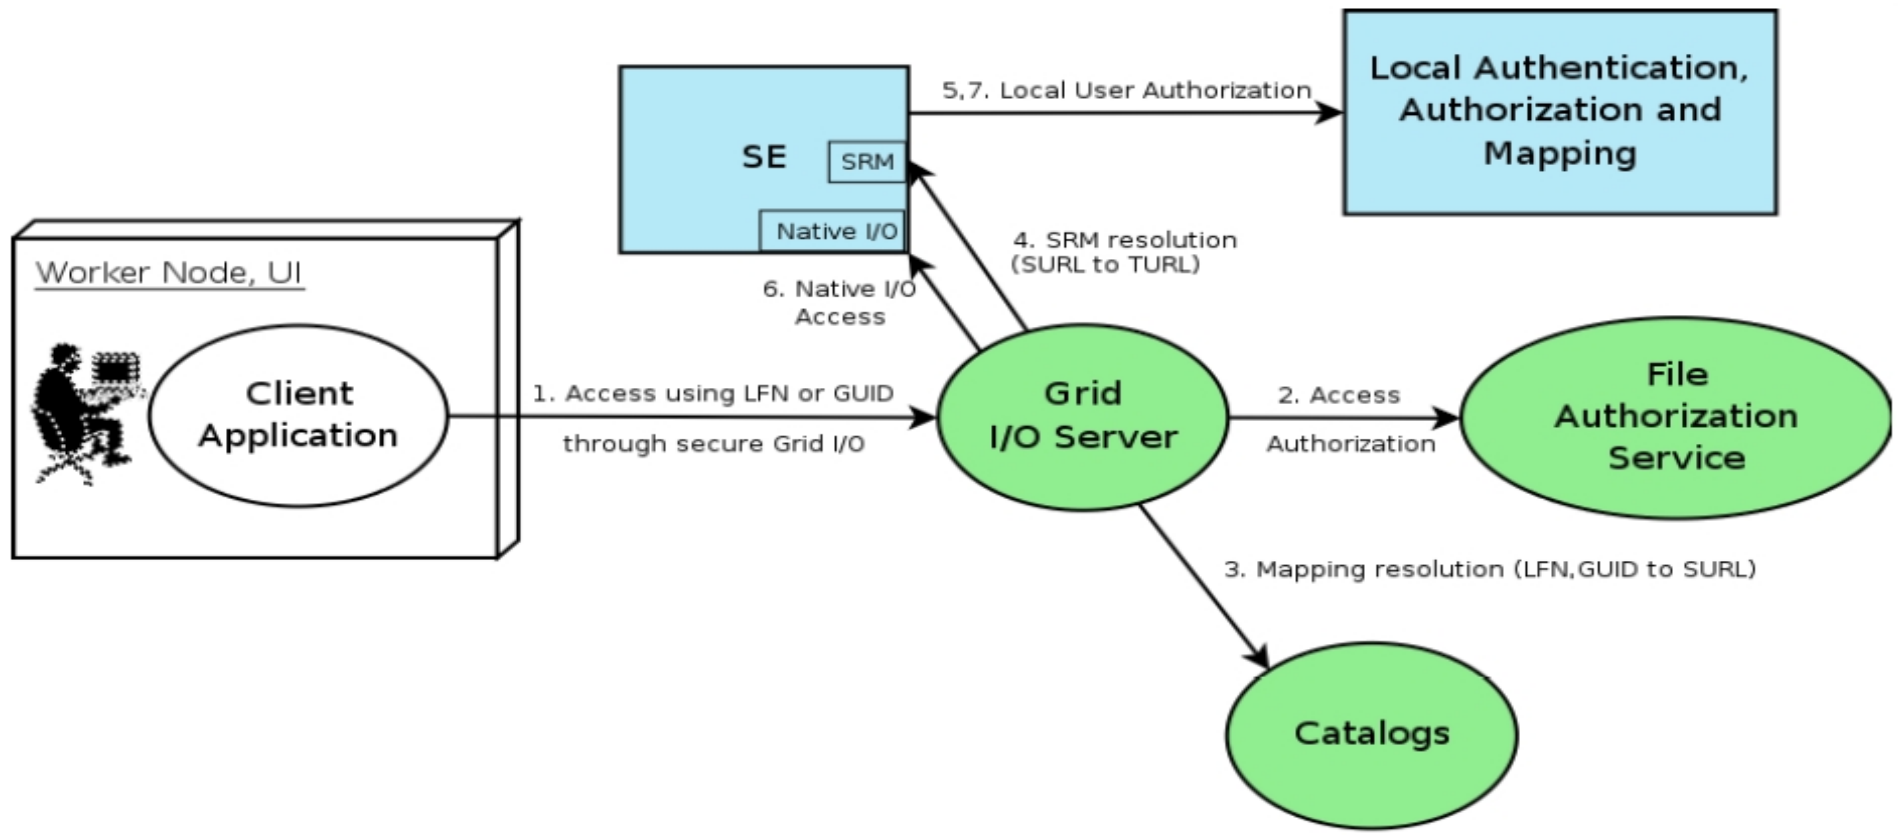 5,7. Local User Authorization
Local Authentication,
Authorization and
Mapping
SE
SRM
Native I/O
4. SRM resolution
(SURL to TURL)
6. Native I/O
Access
Worker Node, UI
Client
Application
1. Access using LFN or GUID
through secure Grid I/O
Grid
I/O Server
2. Access
Authorization
File
Authorization
Service
3. Mapping resolution (LFN,GUID to SURL)
Catalogs